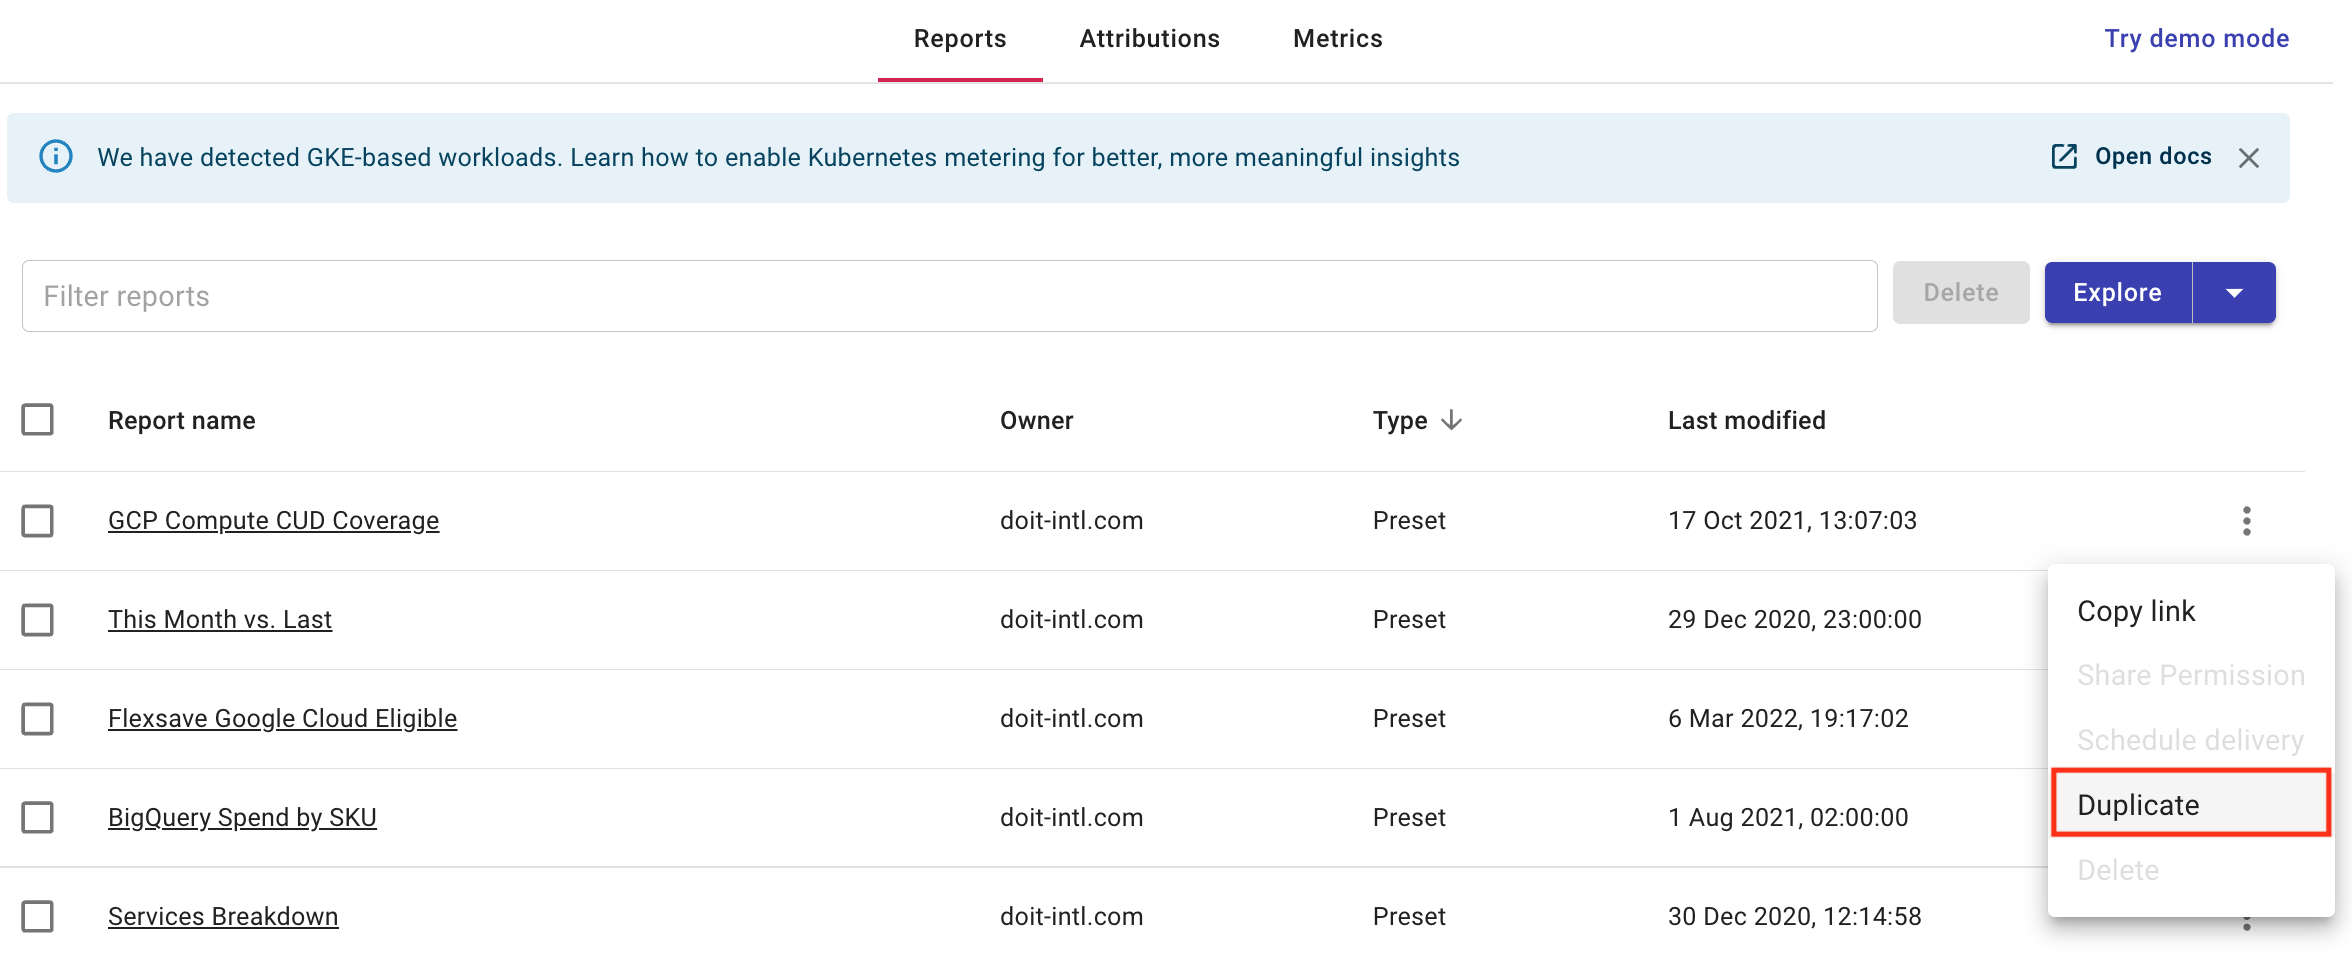 Reports Attributions Metrics Try demo mode
We have detected GKE-based workloads. Learn how to enable Kubernetes metering for better, more meaningful insights Open docs
Filter reports Delete Explore
Report name Owner Type Last modified
GCP Compute CUD Coverage doit-intl.com Preset 17 Oct 2021, 13:07:03
This Month vs. Last doit-intl.com Preset 29 Dec 2020, 23:00:00
Flexsave Google Cloud Eligible doit-intl.com Preset 6 Mar 2022, 19:17:02
BigQuery Spend by SKU doit-intl.com Preset 1 Aug 2021, 02:00:00
Services Breakdown doit-intl.com Preset 30 Dec 2020, 12:14:58
Copy link
Share Permission
Schedule delivery
Duplicate
Delete